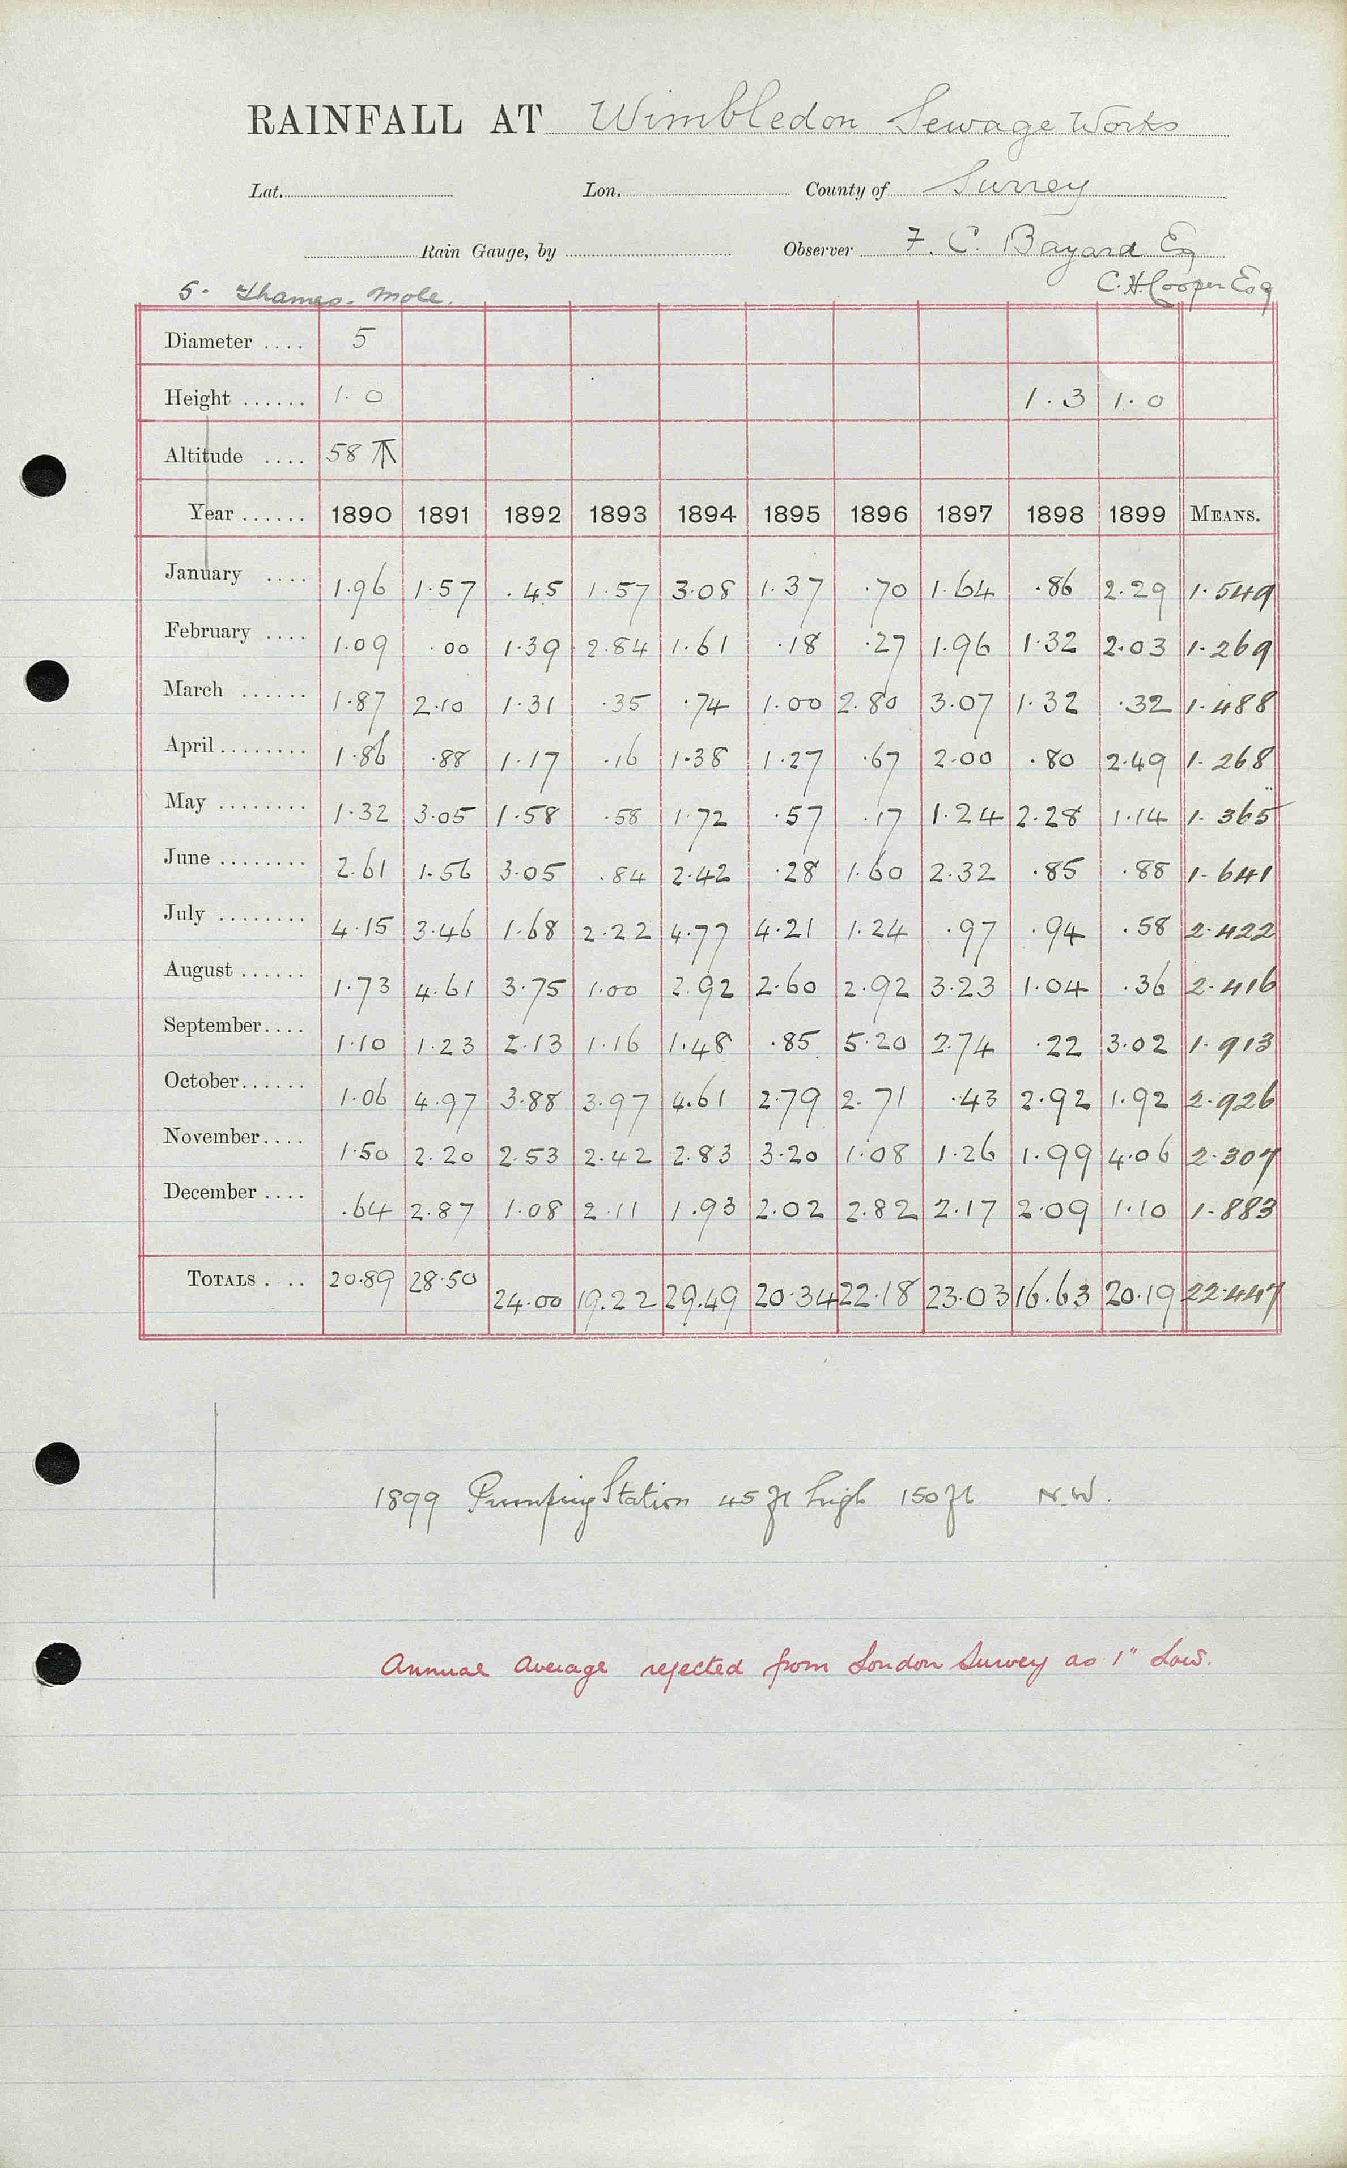 RAINFALL AT Wimbledon Sewage Works
Lat. Lon. County of Surrey
Rain Gauge, by Observer F. C. Bayard Esq
5. Thames. Mole. C. H. Cooper Esq
Diameter .... 5
Height ...... 1.0 1.3 1.0
Altitude .... 58
Year ...... 1890 1891 1892 1893 1894 1895 1896 1897 1898 1899 MEANS.
January .... 1.96 1.57 .45 1.57 3.08 1.37 .70 1.64 .86 2.29 1.549
February .... 1.09 .00 1.39 2.84 1.61 .18 .27 1.96 1.32 2.03 1.269
March ...... 1.87 2.10 1.31 .35 .74 1.00 2.80 3.07 1.32 .32 1.488
April ........ 1.86 .88 1.17 .16 1.38 1.27 .67 2.00 .80 2.49 1.268
May ........ 1.32 3.05 1.58 .58 1.72 .57 .17 1.24 2.28 1.14 1.365
June ........ 2.61 1.56 3.05 .84 2.42 .28 1.60 2.32 .85 .88 1.641
July ........ 4.15 3.46 1.68 2.22 4.77 4.21 1.24 .97 .94 .58 2.422
August ...... 1.73 4.61 3.75 1.00 2.92 2.60 2.92 3.23 1.04 .36 2.416
September.... 1.10 1.23 2.13 1.16 1.48 .85 5.20 2.74 .22 3.02 1.913
October...... 1.06 4.97 3.88 3.97 4.61 2.79 2.71 .43 2.92 1.92 2.926
November.... 1.50 2.20 2.53 2.42 2.83 3.20 1.08 1.26 1.99 4.06 2.307
December .... .64 2.87 1.08 2.11 1.93 2.02 2.82 2.17 2.09 1.10 1.883
TOTALS .... 20.89 28.50 24.00 19.22 29.49 20.34 22.18 23.03 16.63 20.19 22.447
1899 Pumping Station 45 ft high 150 ft N.W.
Annual Average rejected from London Survey as 1" Low.